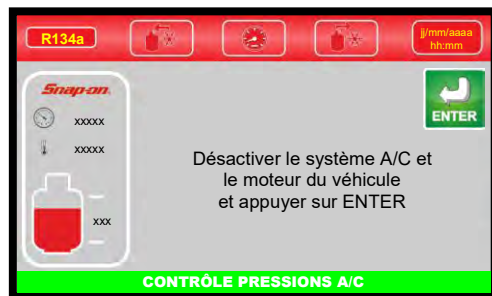 R134a
jj/mm/aaaa
hh:mm
Snap-on
xxxxx
xxxxx
xxx
ENTER
Désactiver le système A/C et
le moteur du véhicule
et appuyer sur ENTER
CONTRÔLE PRESSIONS A/C